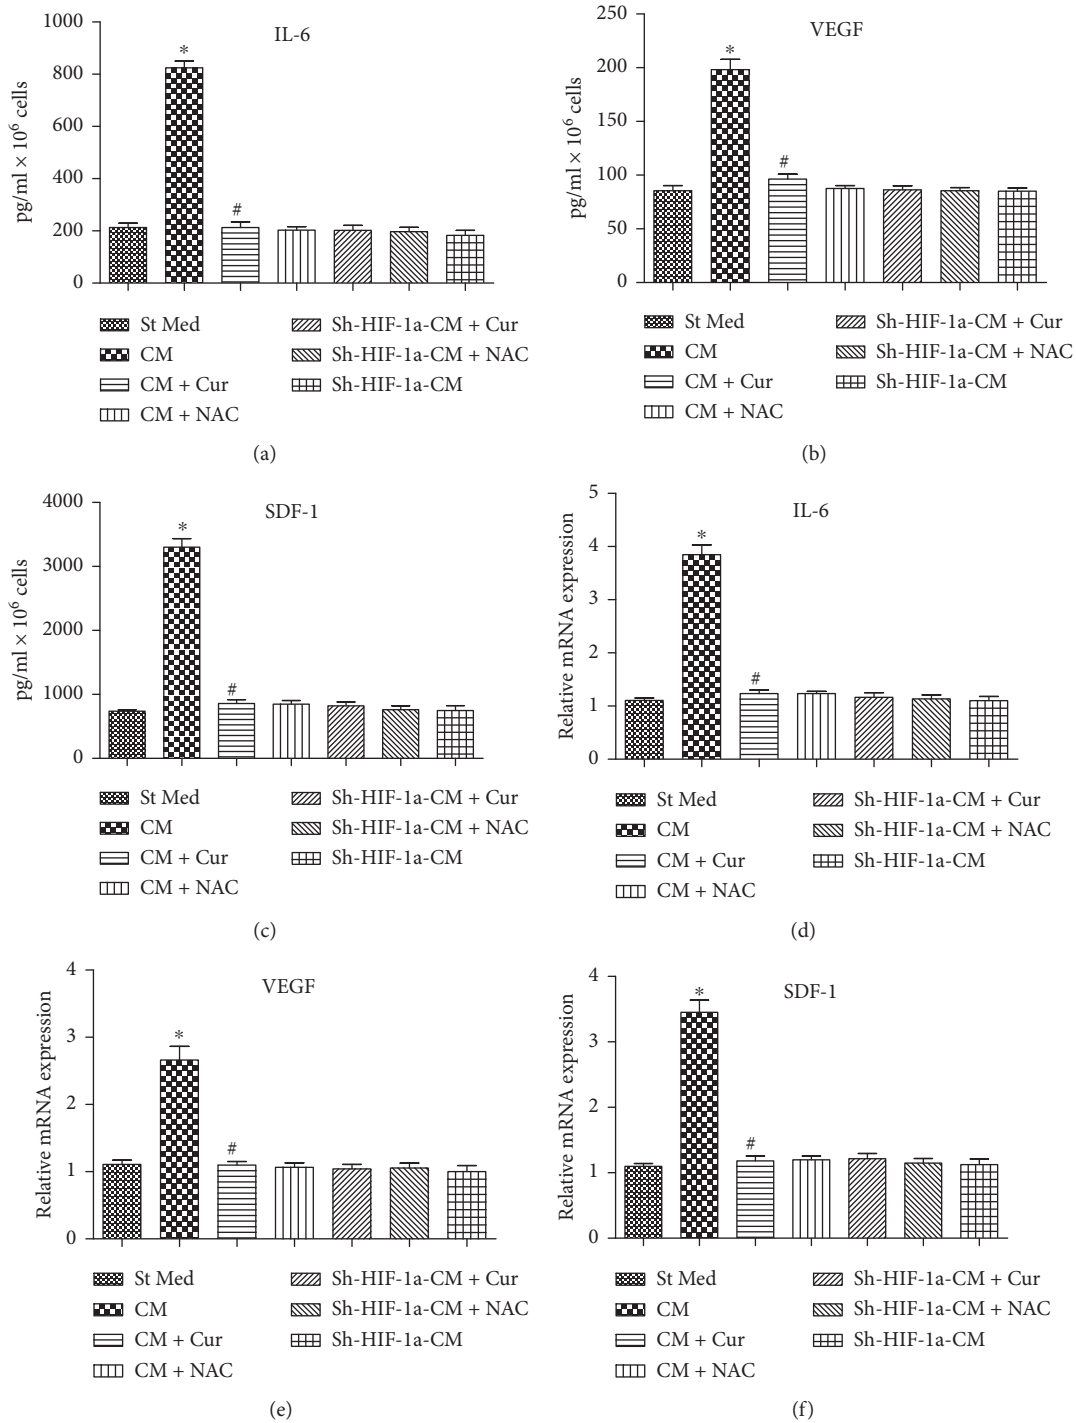 IL-6
pg/ml × 10⁶ cells
1000
800
600
400
200
0
*
#
St Med
CM
CM + Cur
CM + NAC
Sh-HIF-1a-CM + Cur
Sh-HIF-1a-CM + NAC
Sh-HIF-1a-CM
(a)
VEGF
pg/ml × 10⁶ cells
250
200
150
100
50
0
*
#
St Med
CM
CM + Cur
CM + NAC
Sh-HIF-1a-CM + Cur
Sh-HIF-1a-CM + NAC
Sh-HIF-1a-CM
(b)
SDF-1
pg/ml × 10⁶ cells
4000
3000
2000
1000
0
*
#
St Med
CM
CM + Cur
CM + NAC
Sh-HIF-1a-CM + Cur
Sh-HIF-1a-CM + NAC
Sh-HIF-1a-CM
(c)
IL-6
Relative mRNA expression
5
4
3
2
1
0
*
#
St Med
CM
CM + Cur
CM + NAC
Sh-HIF-1a-CM + Cur
Sh-HIF-1a-CM + NAC
Sh-HIF-1a-CM
(d)
VEGF
Relative mRNA expression
4
3
2
1
0
*
#
St Med
CM
CM + Cur
CM + NAC
Sh-HIF-1a-CM + Cur
Sh-HIF-1a-CM + NAC
Sh-HIF-1a-CM
(e)
SDF-1
Relative mRNA expression
4
3
2
1
0
*
#
St Med
CM
CM + Cur
CM + NAC
Sh-HIF-1a-CM + Cur
Sh-HIF-1a-CM + NAC
Sh-HIF-1a-CM
(f)